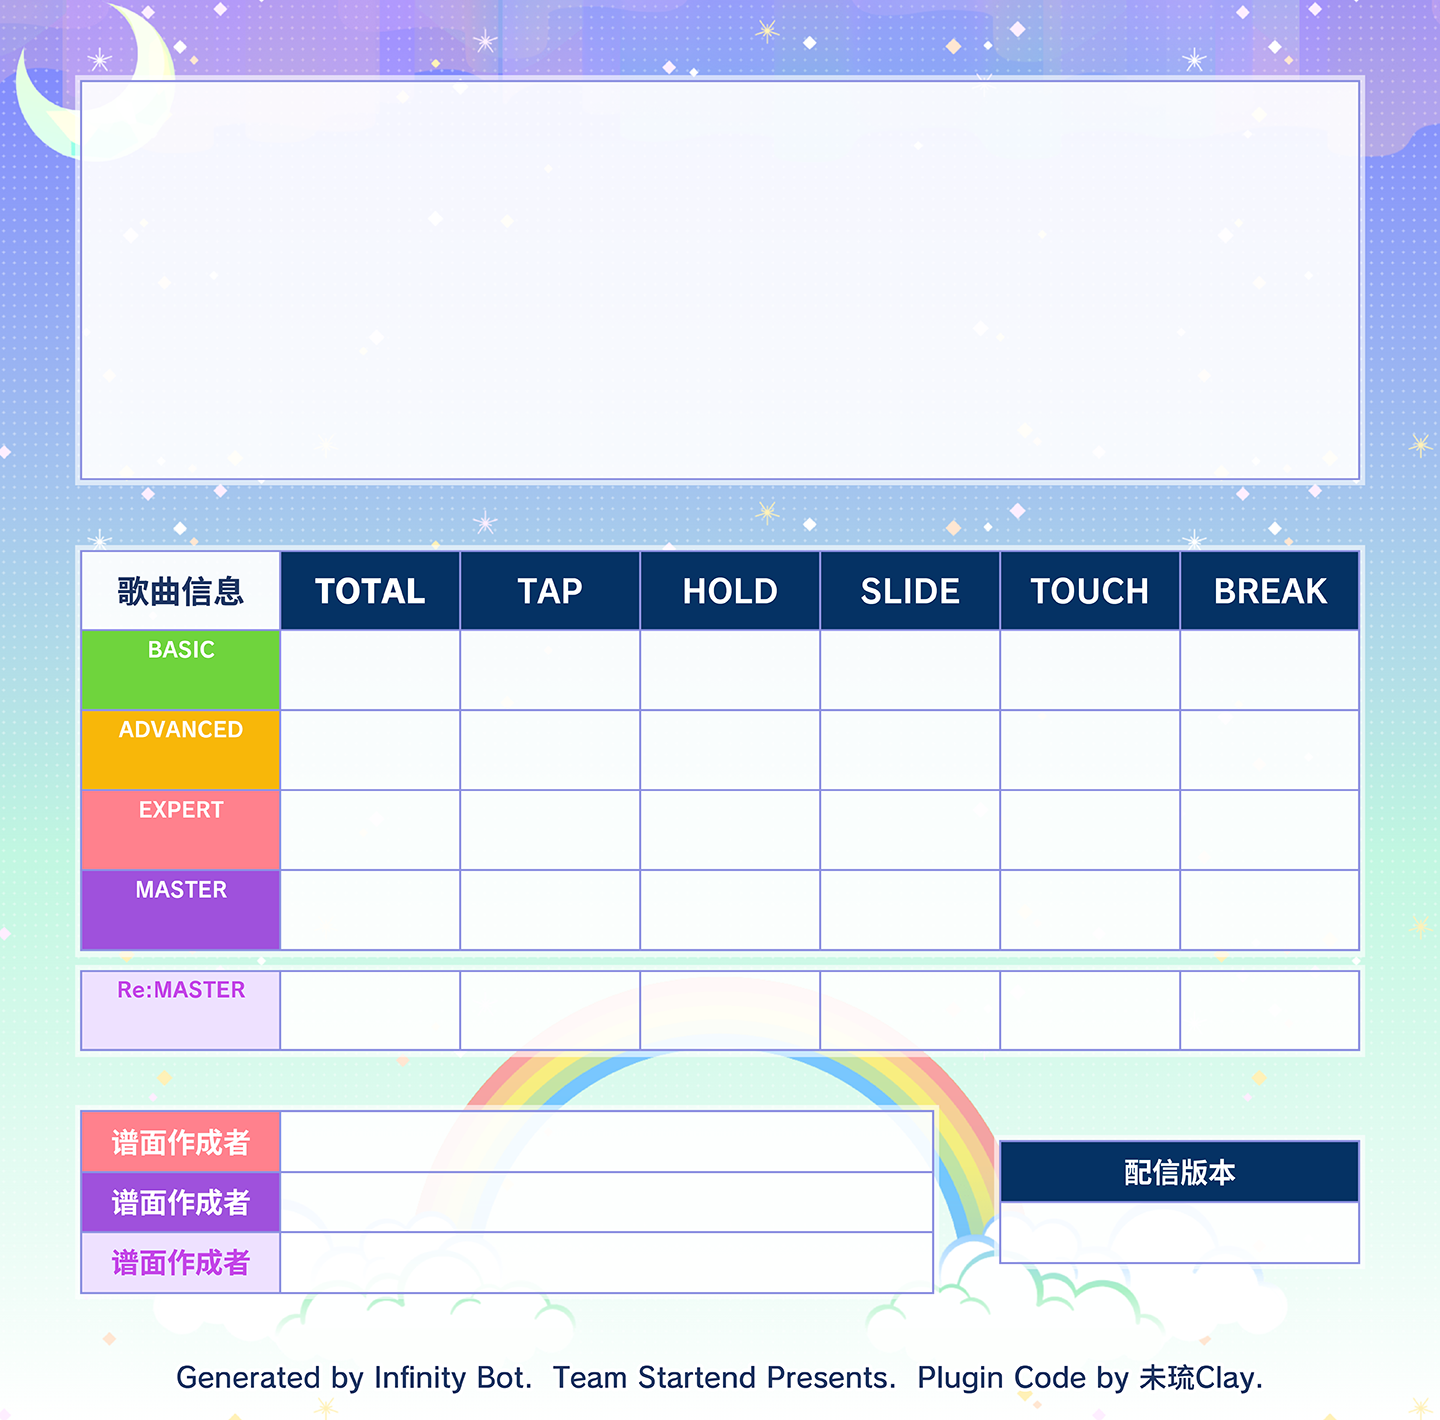 歌曲信息 TOTAL TAP HOLD SLIDE TOUCH BREAK
BASIC
ADVANCED
EXPERT
MASTER
Re:MASTER
谱面作成者
谱面作成者
谱面作成者
配信版本
Generated by Infinity Bot. Team Startend Presents. Plugin Code by 未琉Clay.